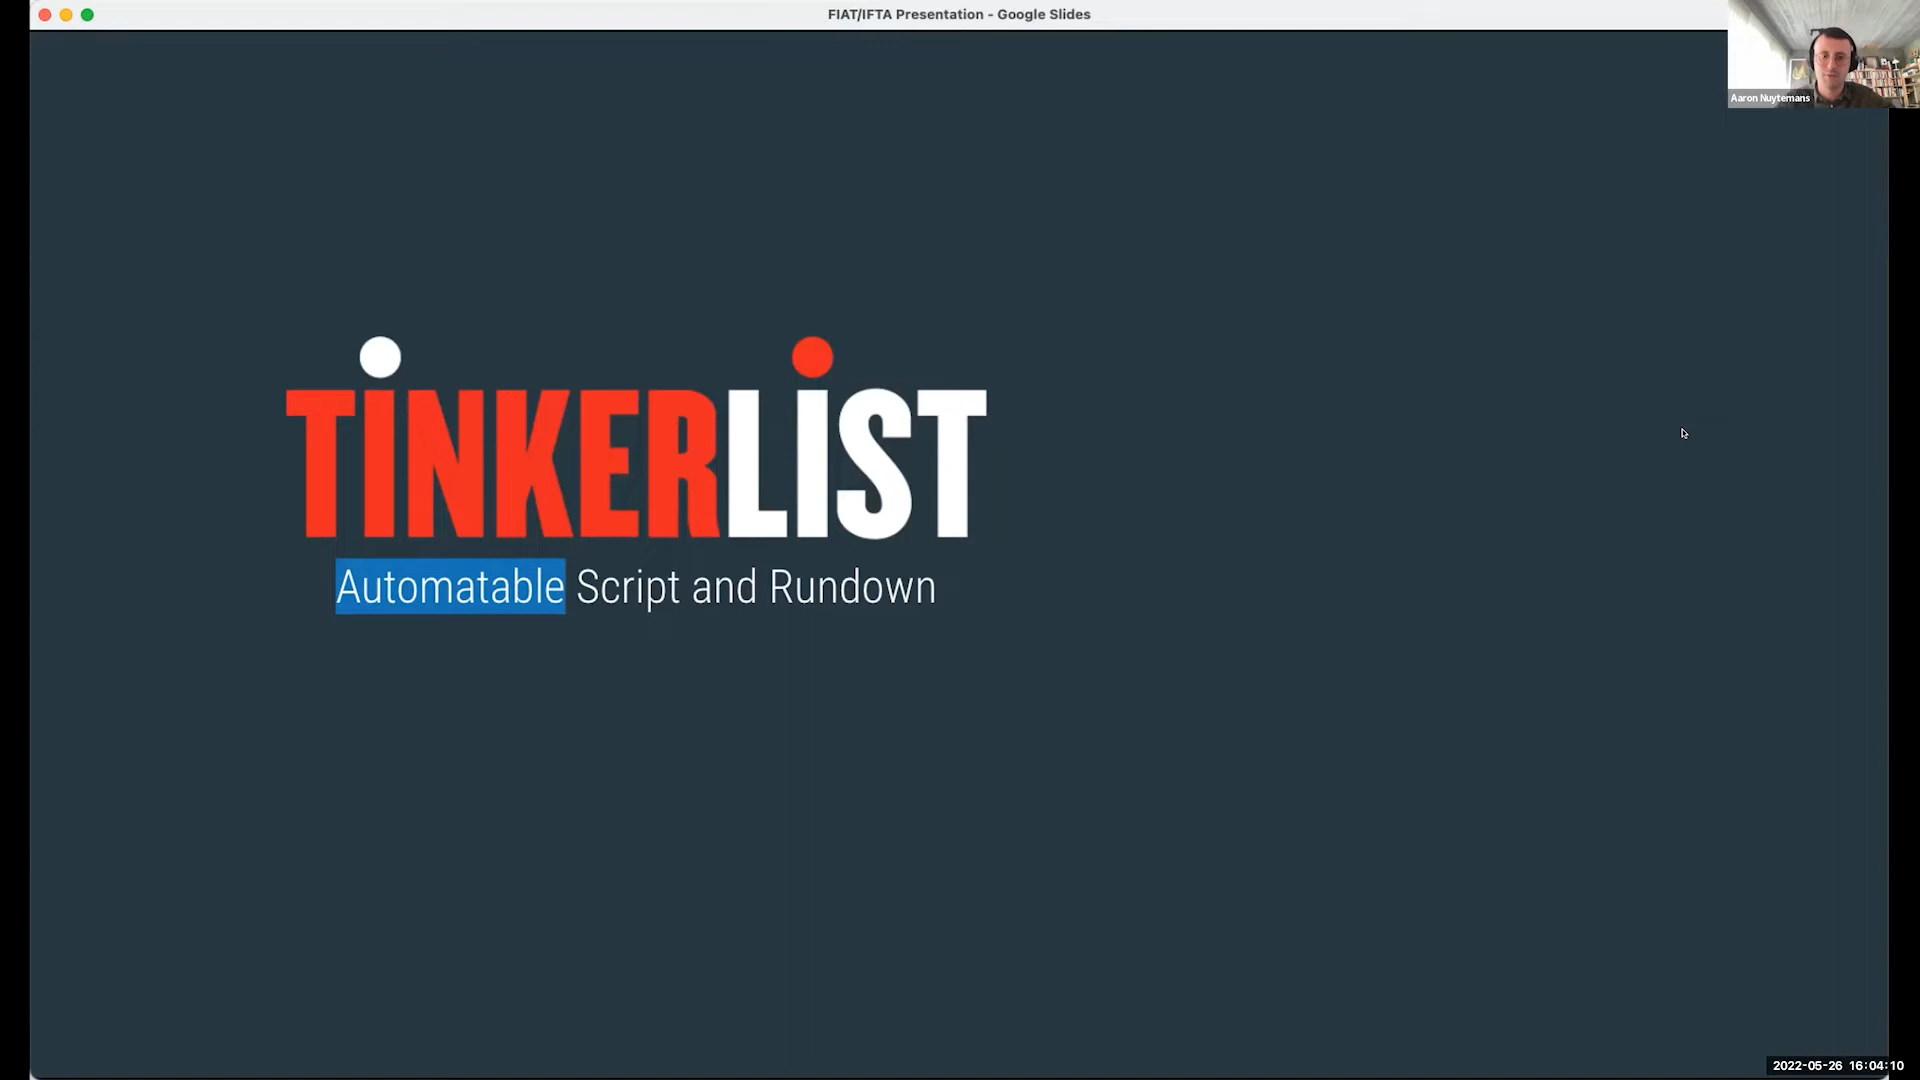 FIAT/IFTA Presentation - Google Slides
Aaron Nuytemans
TINKERLIST
Automatable Script and Rundown
2022-05-26 16:04:10